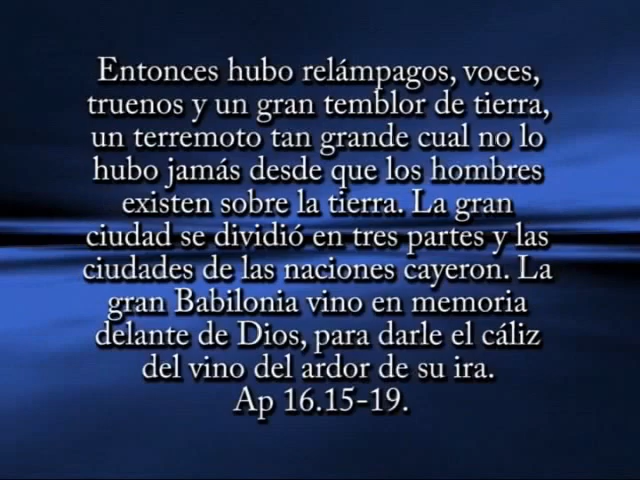 Entonces hubo relámpagos, voces,
truenos y un gran temblor de tierra,
un terremoto tan grande cual no lo
hubo jamás desde que los hombres
existen sobre la tierra. La gran
ciudad se dividió en tres partes y las
ciudades de las naciones cayeron. La
gran Babilonia vino en memoria
delante de Dios, para darle el cáliz
del vino del ardor de su ira.
Ap 16.15-19.